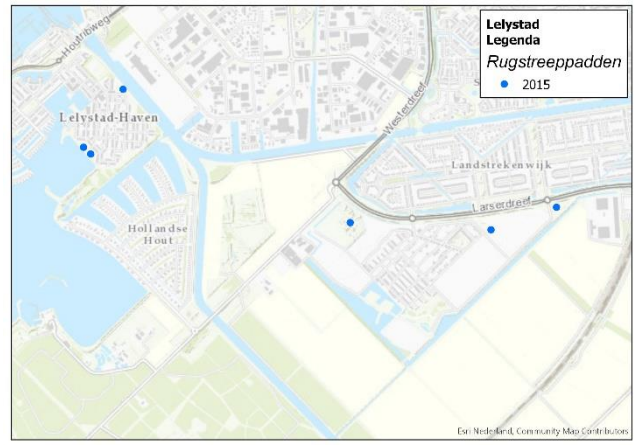 Lelystad
Legenda
Rugstreeppadden
2015
o-Houtribweg
Lelystad-Haven
Westerdreef
Landstrekenwijk
Larserdreef
Hollandse
Hout
Esri Nederland, Community Map Contributors